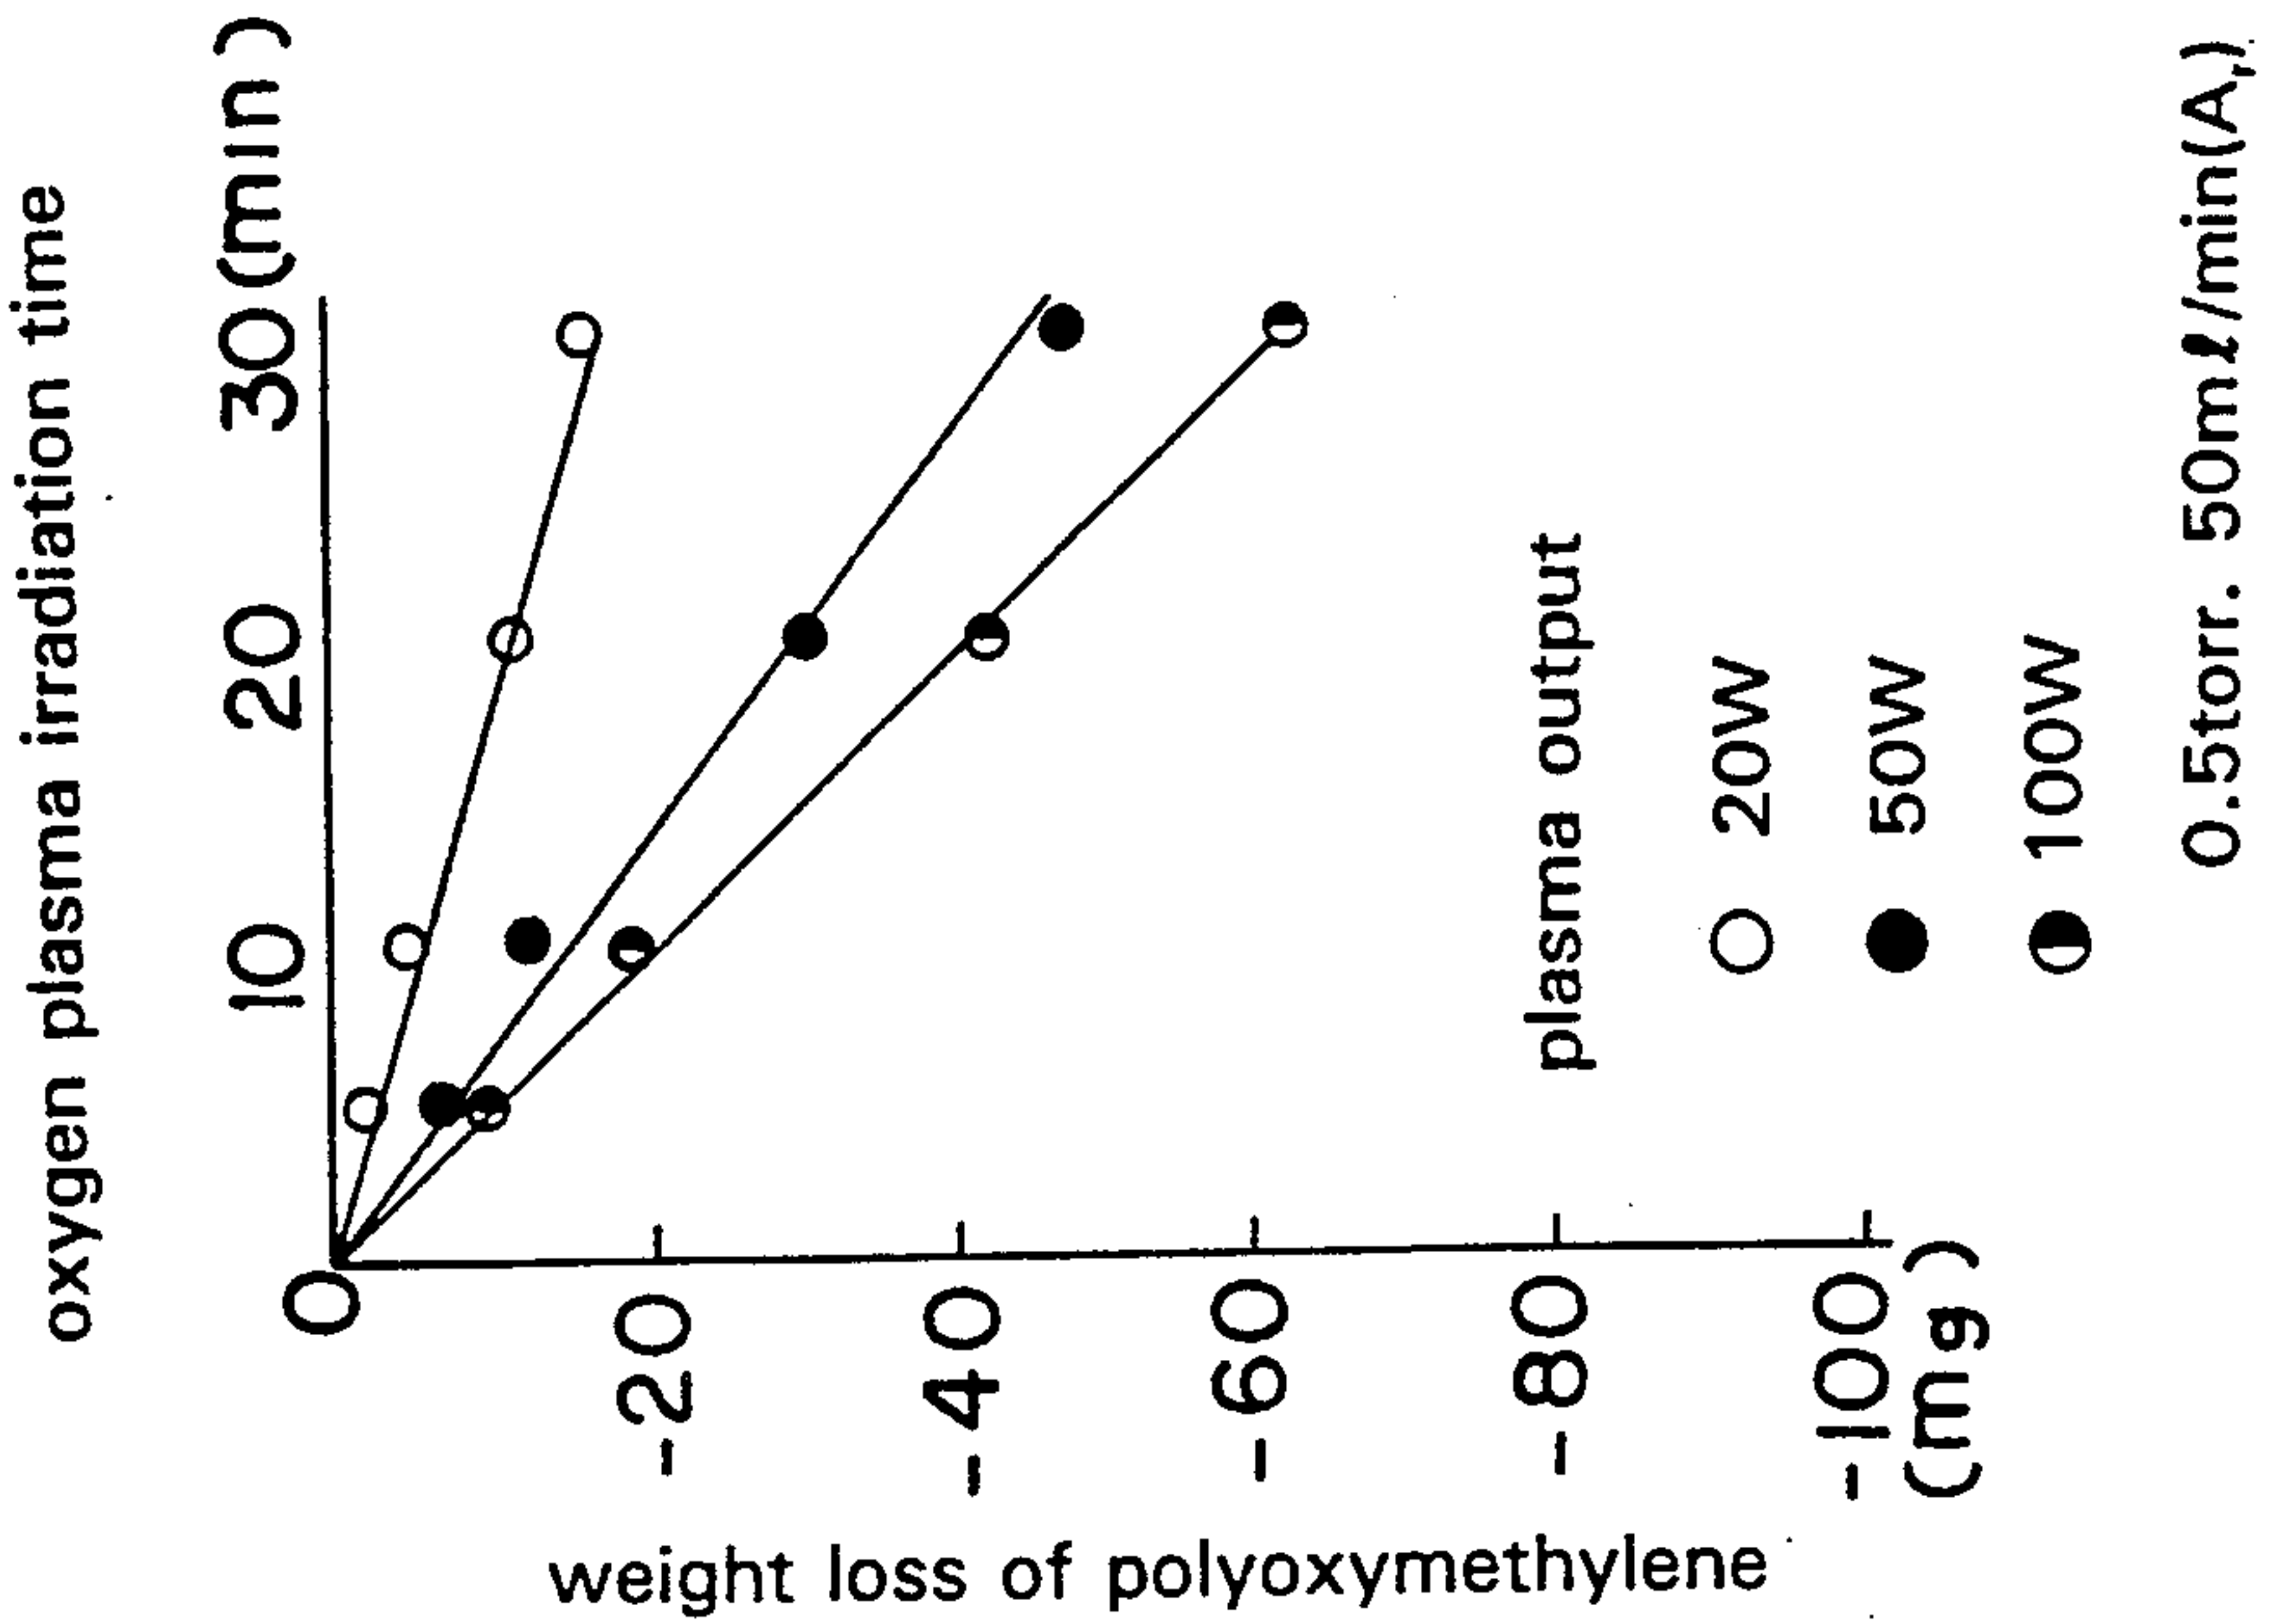 oxygen plasma irradiation time
0 10 20 30 (min)
-20
-40
-60
-80
-100
(mg)
weight loss of polyoxymethylene
plasma output
20W
50W
100W
0.5torr. 50mℓ/min(Ar)